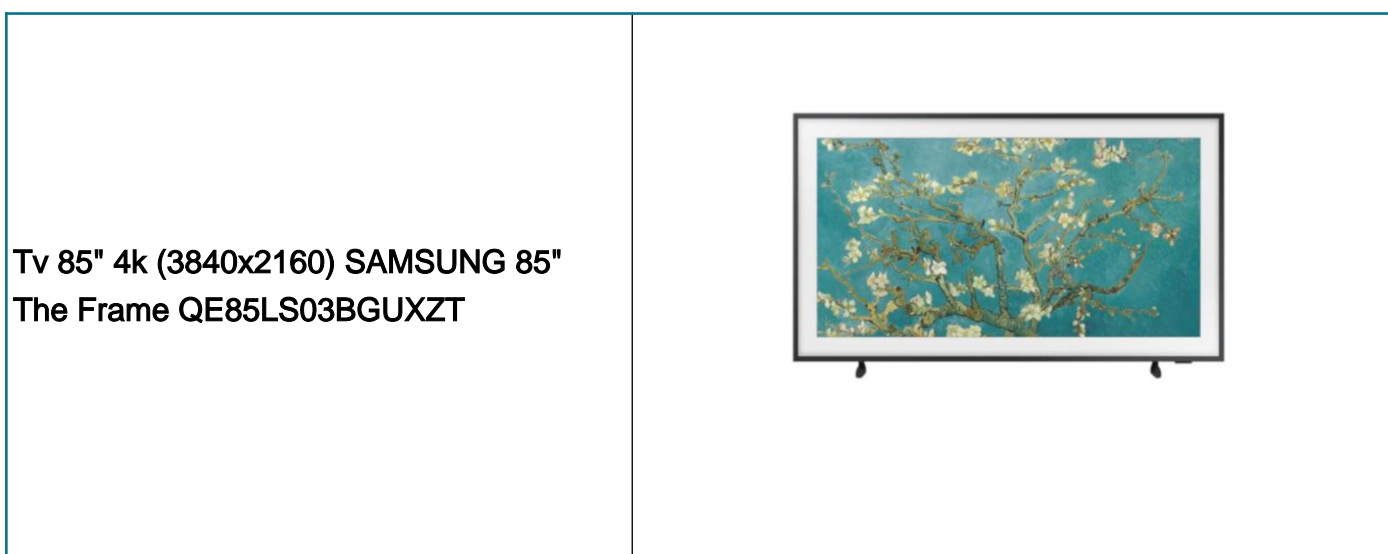 Tv 85" 4k (3840x2160) SAMSUNG 85"
The Frame QE85LS03BGUXZT